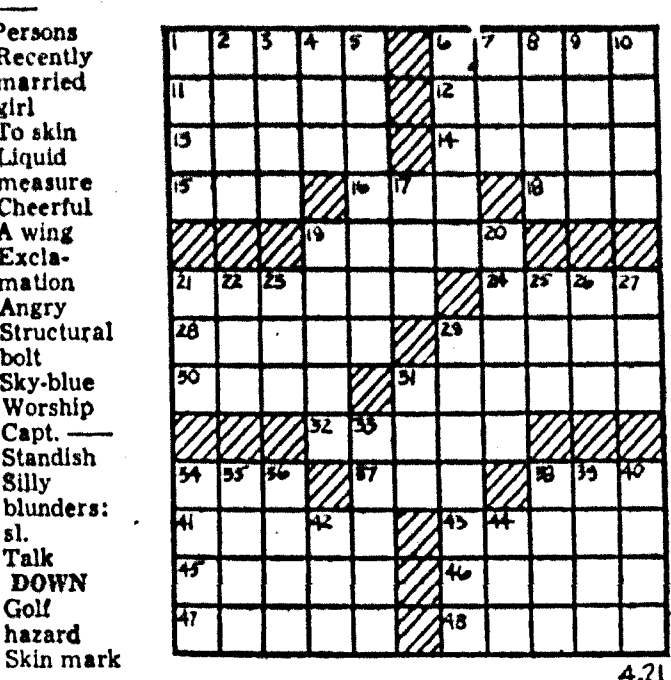 Persons
Recently
married
girl
To skin
Liquid
measure
Cheerful
A wing
Excla-
mation
Angry
Structural
bolt
Sky-blue
Worship
Capt. ——
Standish
Silly
blunders:
sl.
Talk
DOWN
Golf
hazard
Skin mark
1 2 3 4 5 6 7 8 9 10
11 12
13 14
15 16 17 18
19 20
21 22 23 24 25 26 27
28 29
30 31
32 33
34 35 36 37 38 39 40
41 42 43 44
45 46
47 48
4.21